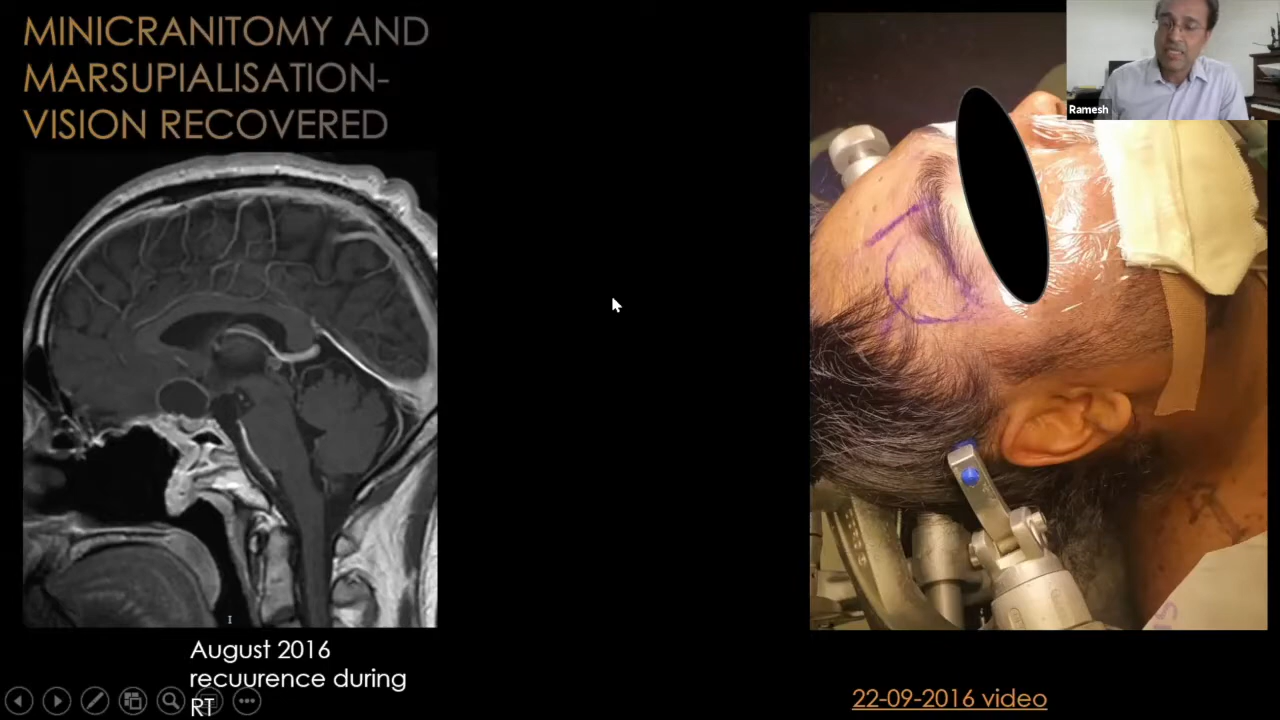 MINICRANITOMY AND
MARSUPIALISATION-
VISION RECOVERED
Ramesh
August 2016
recuurence during
RT
22-09-2016 video